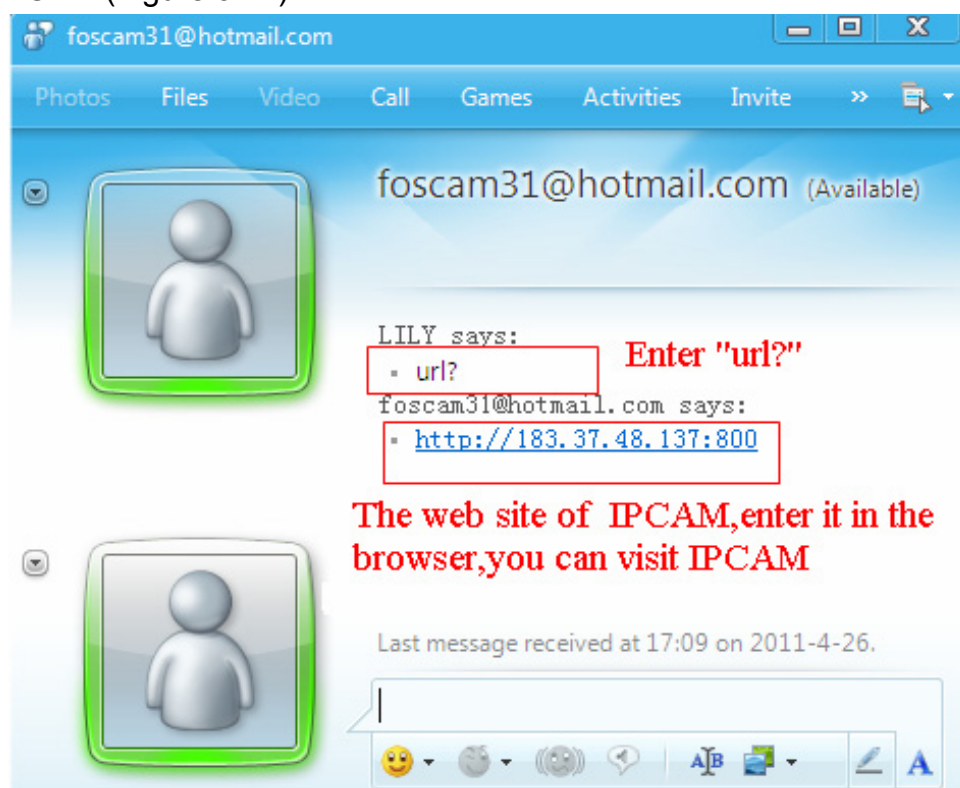 foscam31@hotmail.com
Photos Files Video Call Games Activities Invite »
foscam31@hotmail.com (Available)
LILY says:
url? Enter "url?"
foscam31@hotmail.com says:
http://183.37.48.137:800
The web site of IPCAM,enter it in the
browser,you can visit IPCAM
Last message received at 17:09 on 2011-4-26.